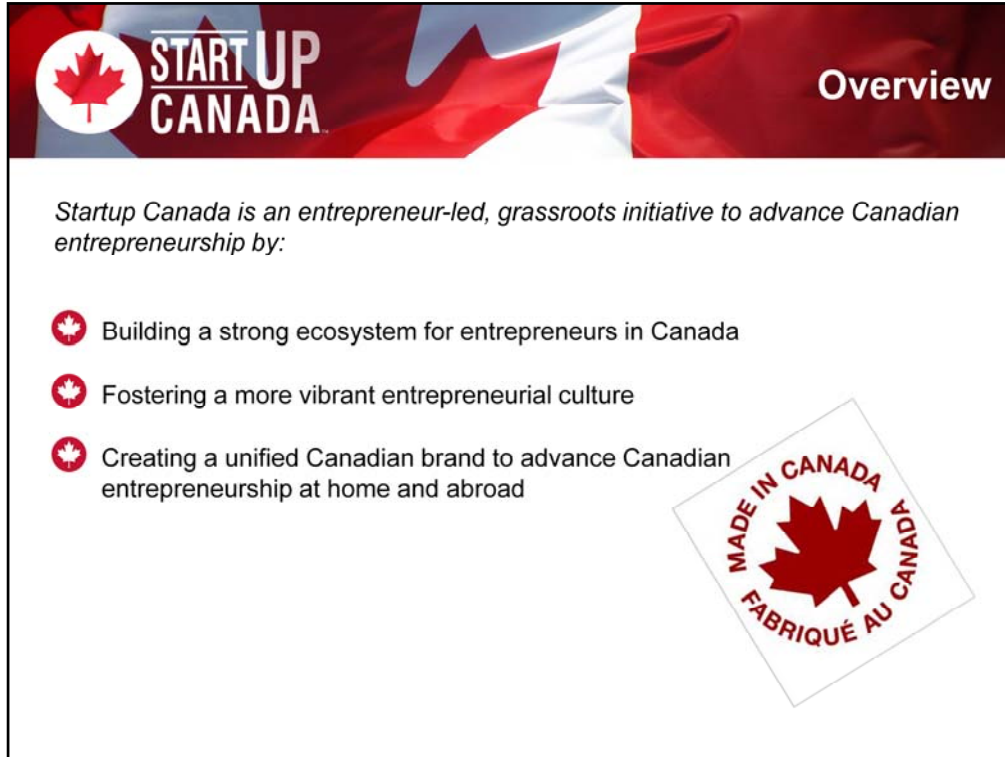 START UP
CANADA™
Overview
Startup Canada is an entrepreneur-led, grassroots initiative to advance Canadian
entrepreneurship by:
Building a strong ecosystem for entrepreneurs in Canada
Fostering a more vibrant entrepreneurial culture
Creating a unified Canadian brand to advance Canadian
entrepreneurship at home and abroad
MADE IN CANADA
FABRIQUÉ AU CANADA